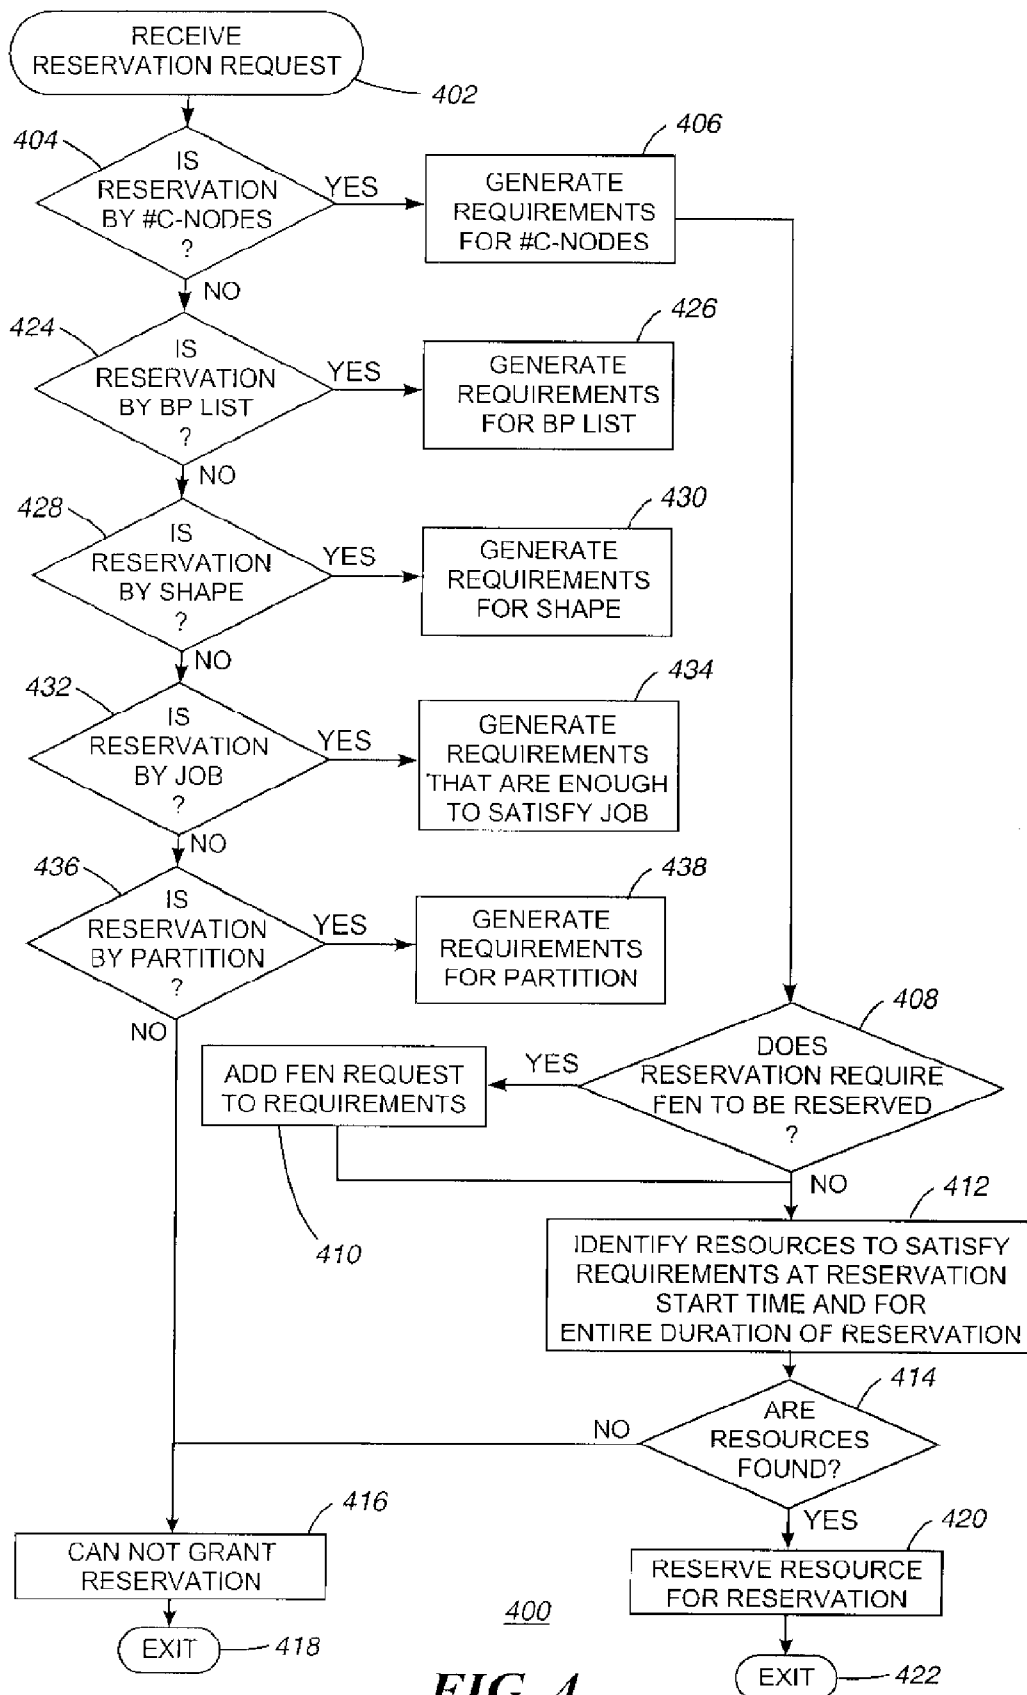 RECEIVE
RESERVATION REQUEST
402
404
IS
RESERVATION
BY #C-NODES
?
YES
406
GENERATE
REQUIREMENTS
FOR #C-NODES
NO
424
IS
RESERVATION
BY BP LIST
?
YES
426
GENERATE
REQUIREMENTS
FOR BP LIST
NO
428
IS
RESERVATION
BY SHAPE
?
YES
430
GENERATE
REQUIREMENTS
FOR SHAPE
NO
432
IS
RESERVATION
BY JOB
?
YES
434
GENERATE
REQUIREMENTS
THAT ARE ENOUGH
TO SATISFY JOB
NO
436
IS
RESERVATION
BY PARTITION
?
YES
438
GENERATE
REQUIREMENTS
FOR PARTITION
NO
408
DOES
RESERVATION REQUIRE
FEN TO BE RESERVED
?
YES
ADD FEN REQUEST
TO REQUIREMENTS
410
NO
412
IDENTIFY RESOURCES TO SATISFY
REQUIREMENTS AT RESERVATION
START TIME AND FOR
ENTIRE DURATION OF RESERVATION
414
ARE
RESOURCES
FOUND?
NO
416
CAN NOT GRANT
RESERVATION
EXIT
418
YES
420
RESERVE RESOURCE
FOR RESERVATION
400
EXIT
422
FIG. 4